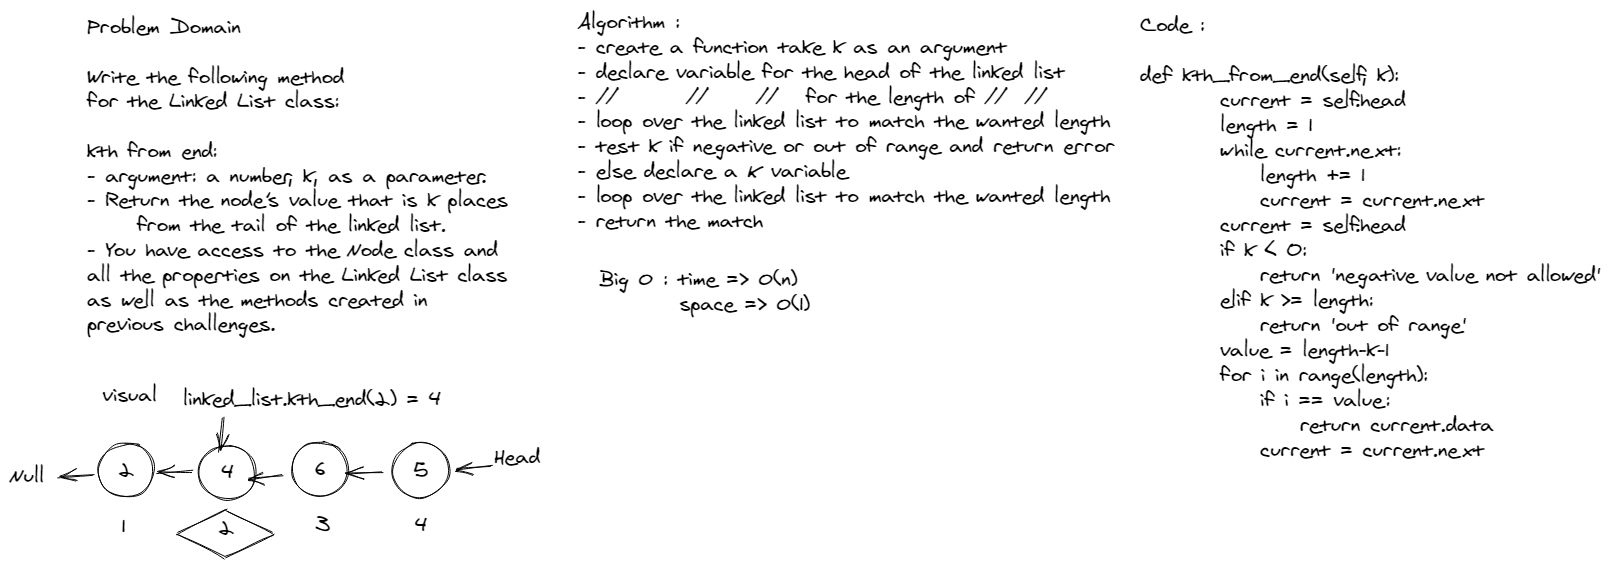 Problem Domain
Write the following method
for the Linked List class:
kth from end:
- argument: a number, k, as a parameter.
- Return the node's value that is k places
from the tail of the linked list.
- You have access to the Node class and
all the properties on the Linked List class
as well as the methods created in
previous challenges.
visual linked_list.kth_end(2) = 4
Null 2 4 6 5 Head
1 2 3 4
Algorithm :
- create a function take k as an argument
- declare variable for the head of the linked list
- // // // for the length of // //
- loop over the linked list to match the wanted length
- test k if negative or out of range and return error
- else declare a k variable
- loop over the linked list to match the wanted length
- return the match
Big O : time => O(n)
space => O(1)
Code :
def kth_from_end(self, k):
current = self.head
length = 1
while current.next:
length += 1
current = current.next
current = self.head
if k < 0:
return 'negative value not allowed'
elif k >= length:
return 'out of range'
value = length-k-1
for i in range(length):
if i == value:
return current.data
current = current.next